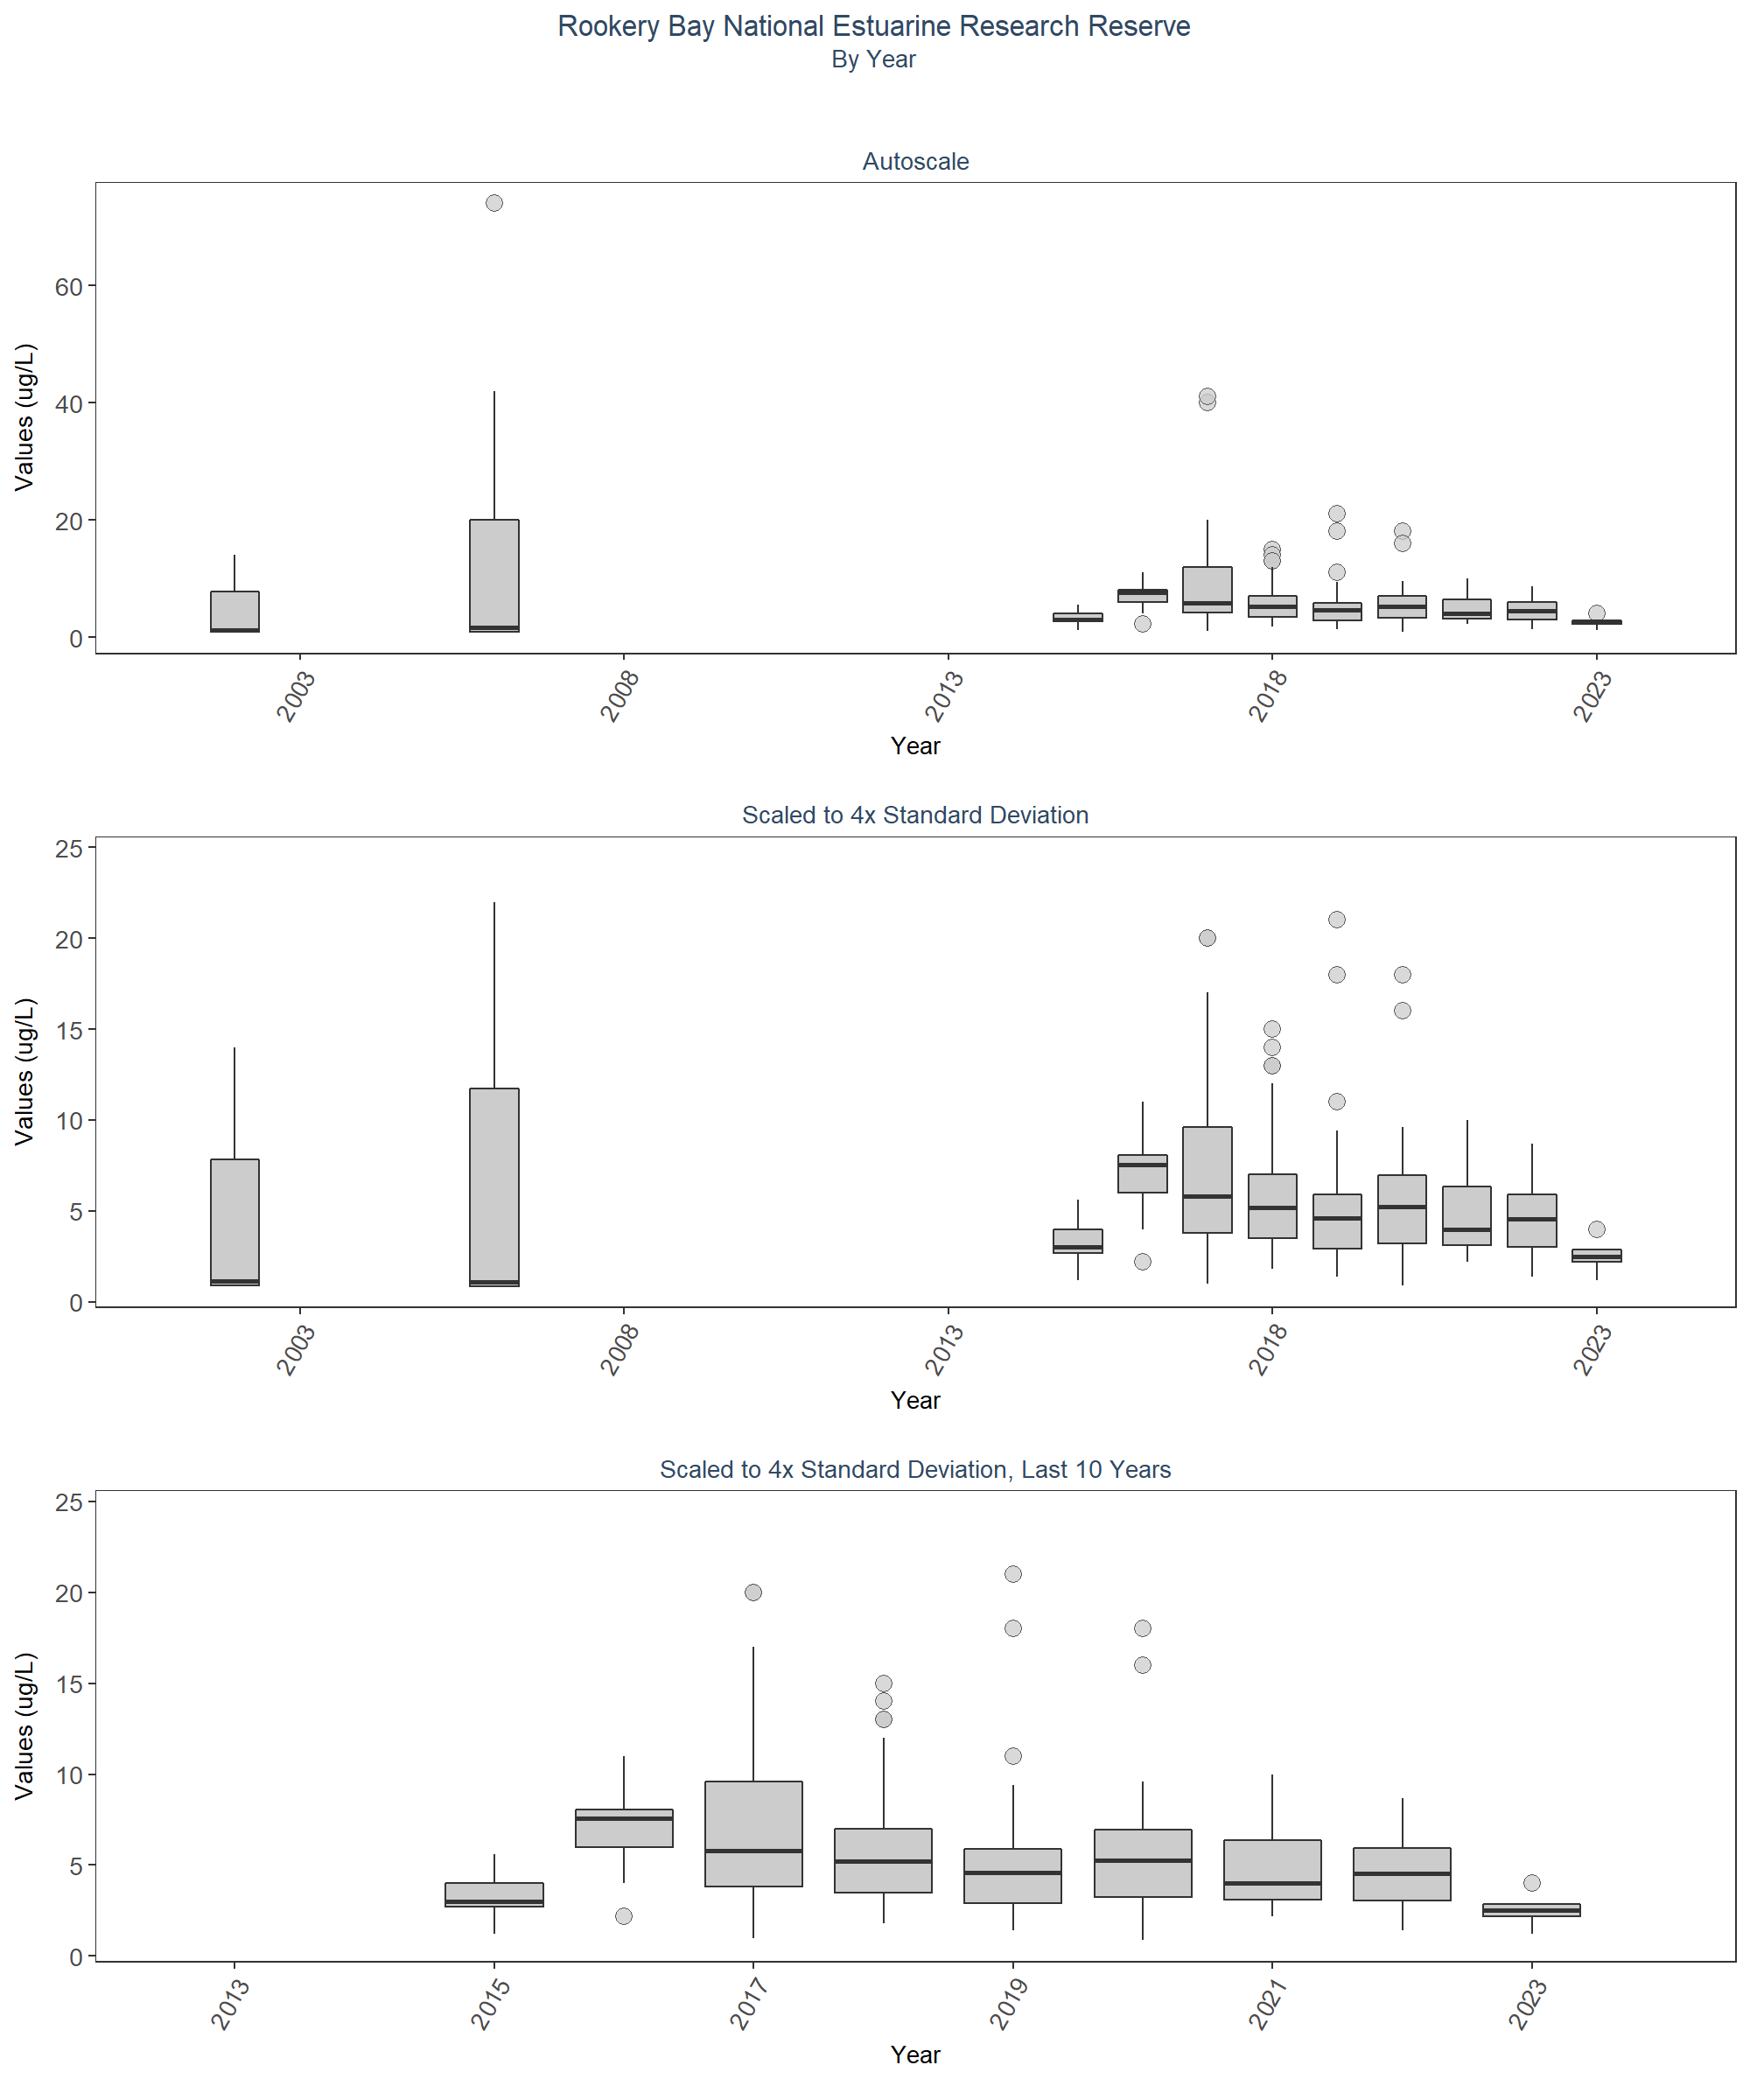 Rookery Bay National Estuarine Research Reserve
By Year
Autoscale
Values (ug/L)
60
40
20
0
2003 2008 2013 2018 2023
Year
Scaled to 4x Standard Deviation
Values (ug/L)
25
20
15
10
5
0
2003 2008 2013 2018 2023
Year
Scaled to 4x Standard Deviation, Last 10 Years
Values (ug/L)
25
20
15
10
5
0
2013 2015 2017 2019 2021 2023
Year